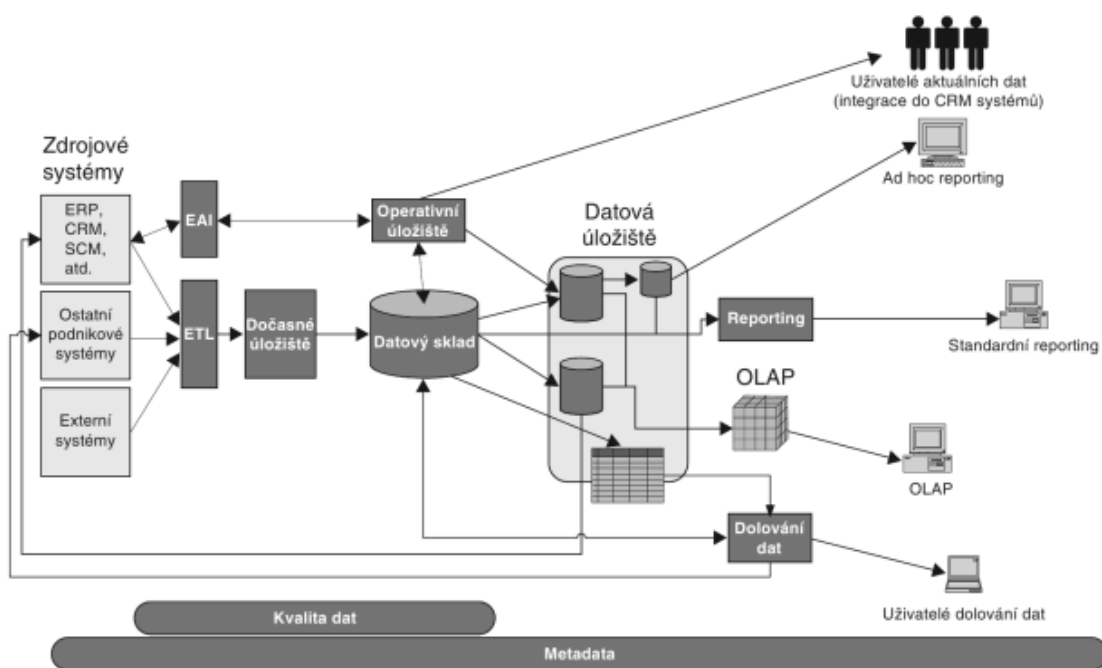 Uživatelé aktuálních dat
(integrace do CRM systémů)
Ad hoc reporting
Zdrojové
systémy
ERP,
CRM,
SCM,
atd.
EAI
Operativní
úložiště
Datová
úložiště
Ostatní
podnikové
systémy
ETL
Dočasné
úložiště
Datový sklad
Reporting
Standardní reporting
Externí
systémy
OLAP
OLAP
Dolování
dat
Uživatelé dolování dat
Kvalita dat
Metadata